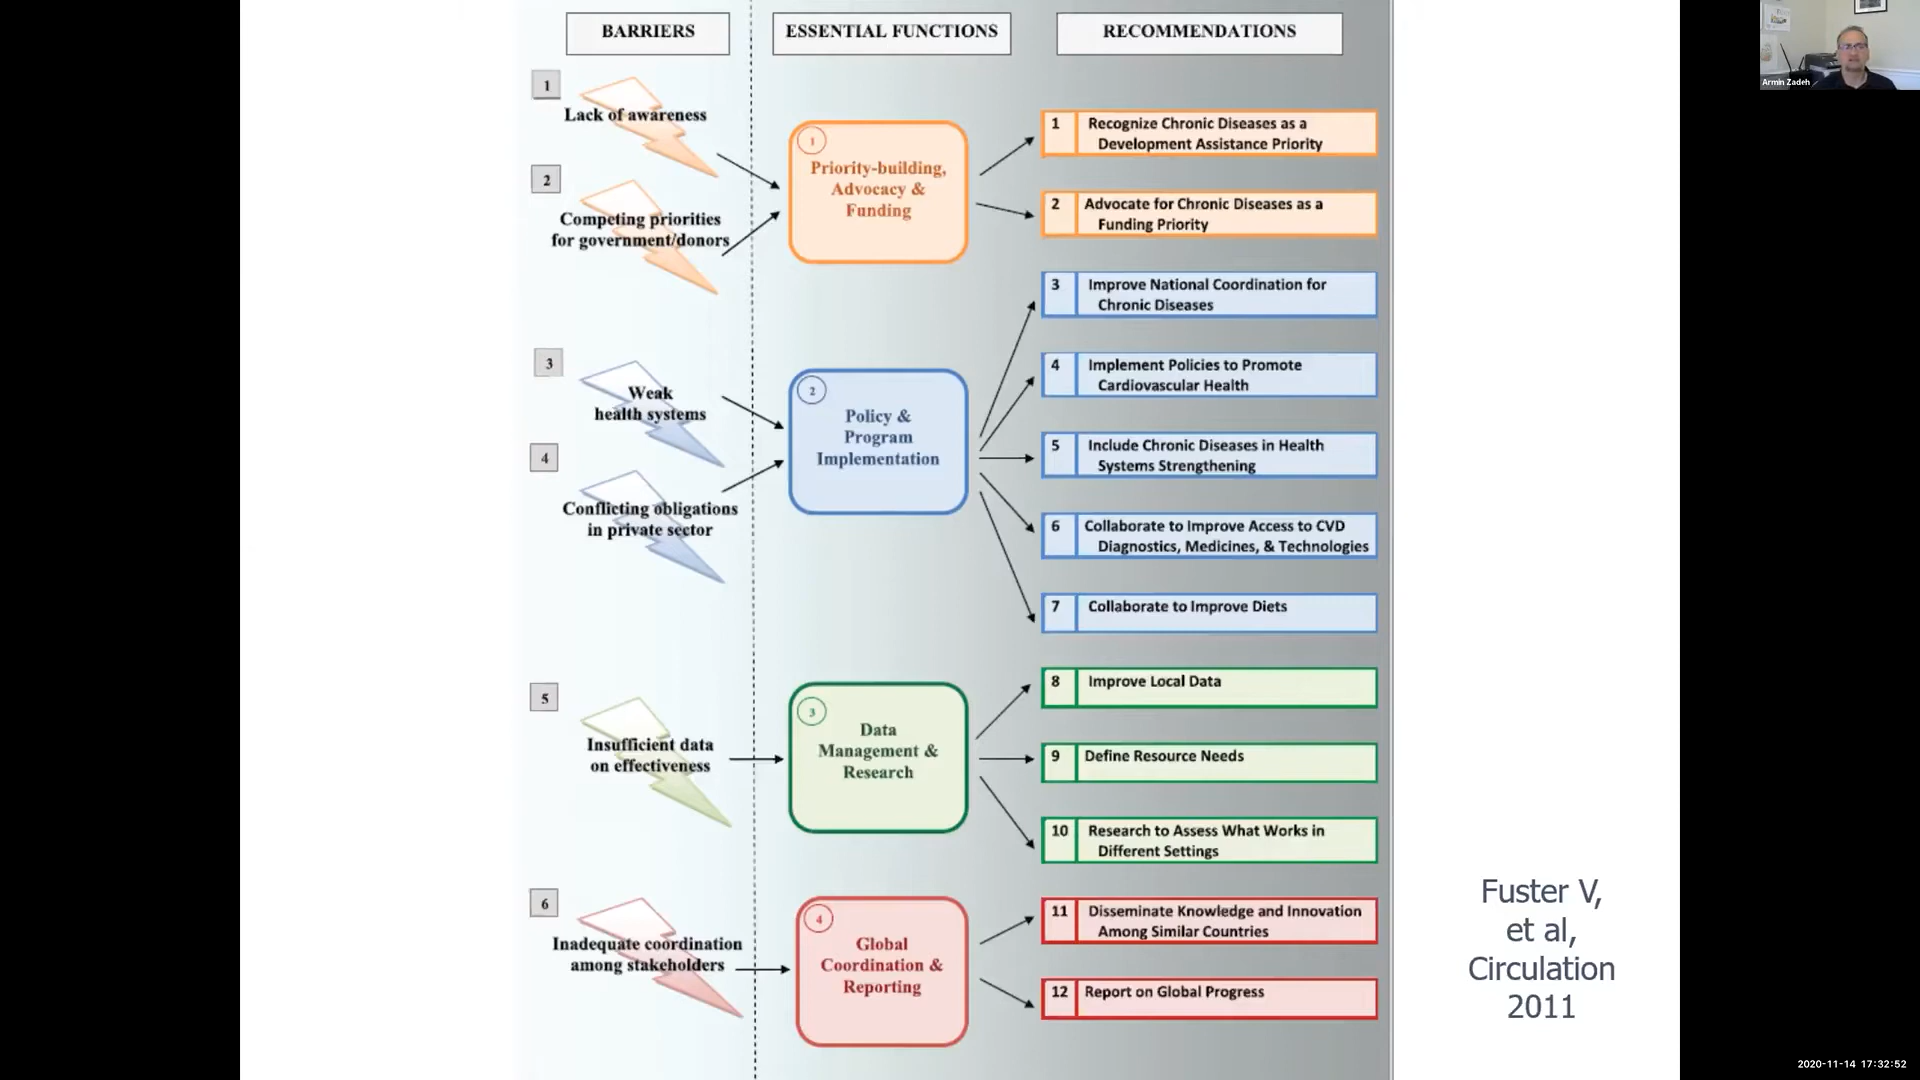 BARRIERS
ESSENTIAL FUNCTIONS
RECOMMENDATIONS
1
Lack of awareness
2
Competing priorities
for government/donors
3
Weak
health systems
4
Conflicting obligations
in private sector
5
Insufficient data
on effectiveness
6
Inadequate coordination
among stakeholders
1
Priority-building,
Advocacy &
Funding
2
Policy &
Program
Implementation
3
Data
Management &
Research
4
Global
Coordination &
Reporting
1 Recognize Chronic Diseases as a
Development Assistance Priority
2 Advocate for Chronic Diseases as a
Funding Priority
3 Improve National Coordination for
Chronic Diseases
4 Implement Policies to Promote
Cardiovascular Health
5 Include Chronic Diseases in Health
Systems Strengthening
6 Collaborate to Improve Access to CVD
Diagnostics, Medicines, & Technologies
7 Collaborate to Improve Diets
8 Improve Local Data
9 Define Resource Needs
10 Research to Assess What Works in
Different Settings
11 Disseminate Knowledge and Innovation
Among Similar Countries
12 Report on Global Progress
Fuster V,
et al,
Circulation
2011
Armin Zadeh
2020-11-14 17:32:52